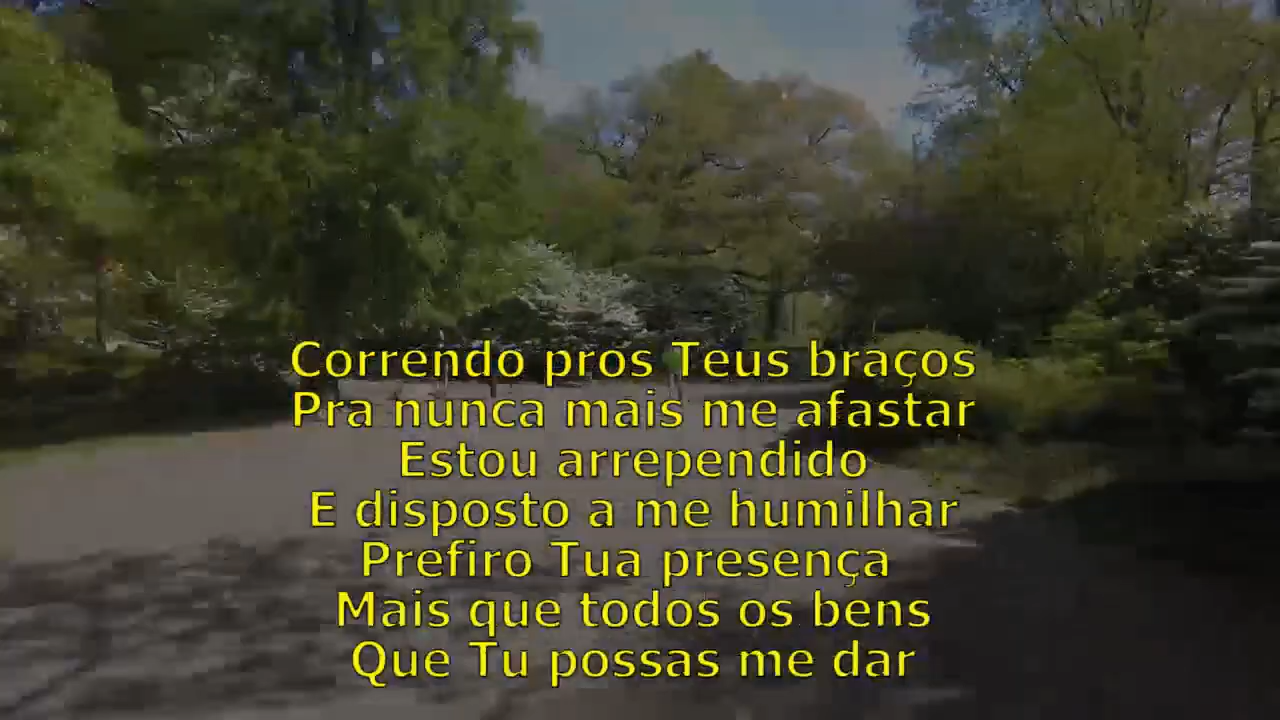 Correndo pros Teus braços
Pra nunca mais me afastar
Estou arrependido
E disposto a me humilhar
Prefiro Tua presença
Mais que todos os bens
Que Tu possas me dar